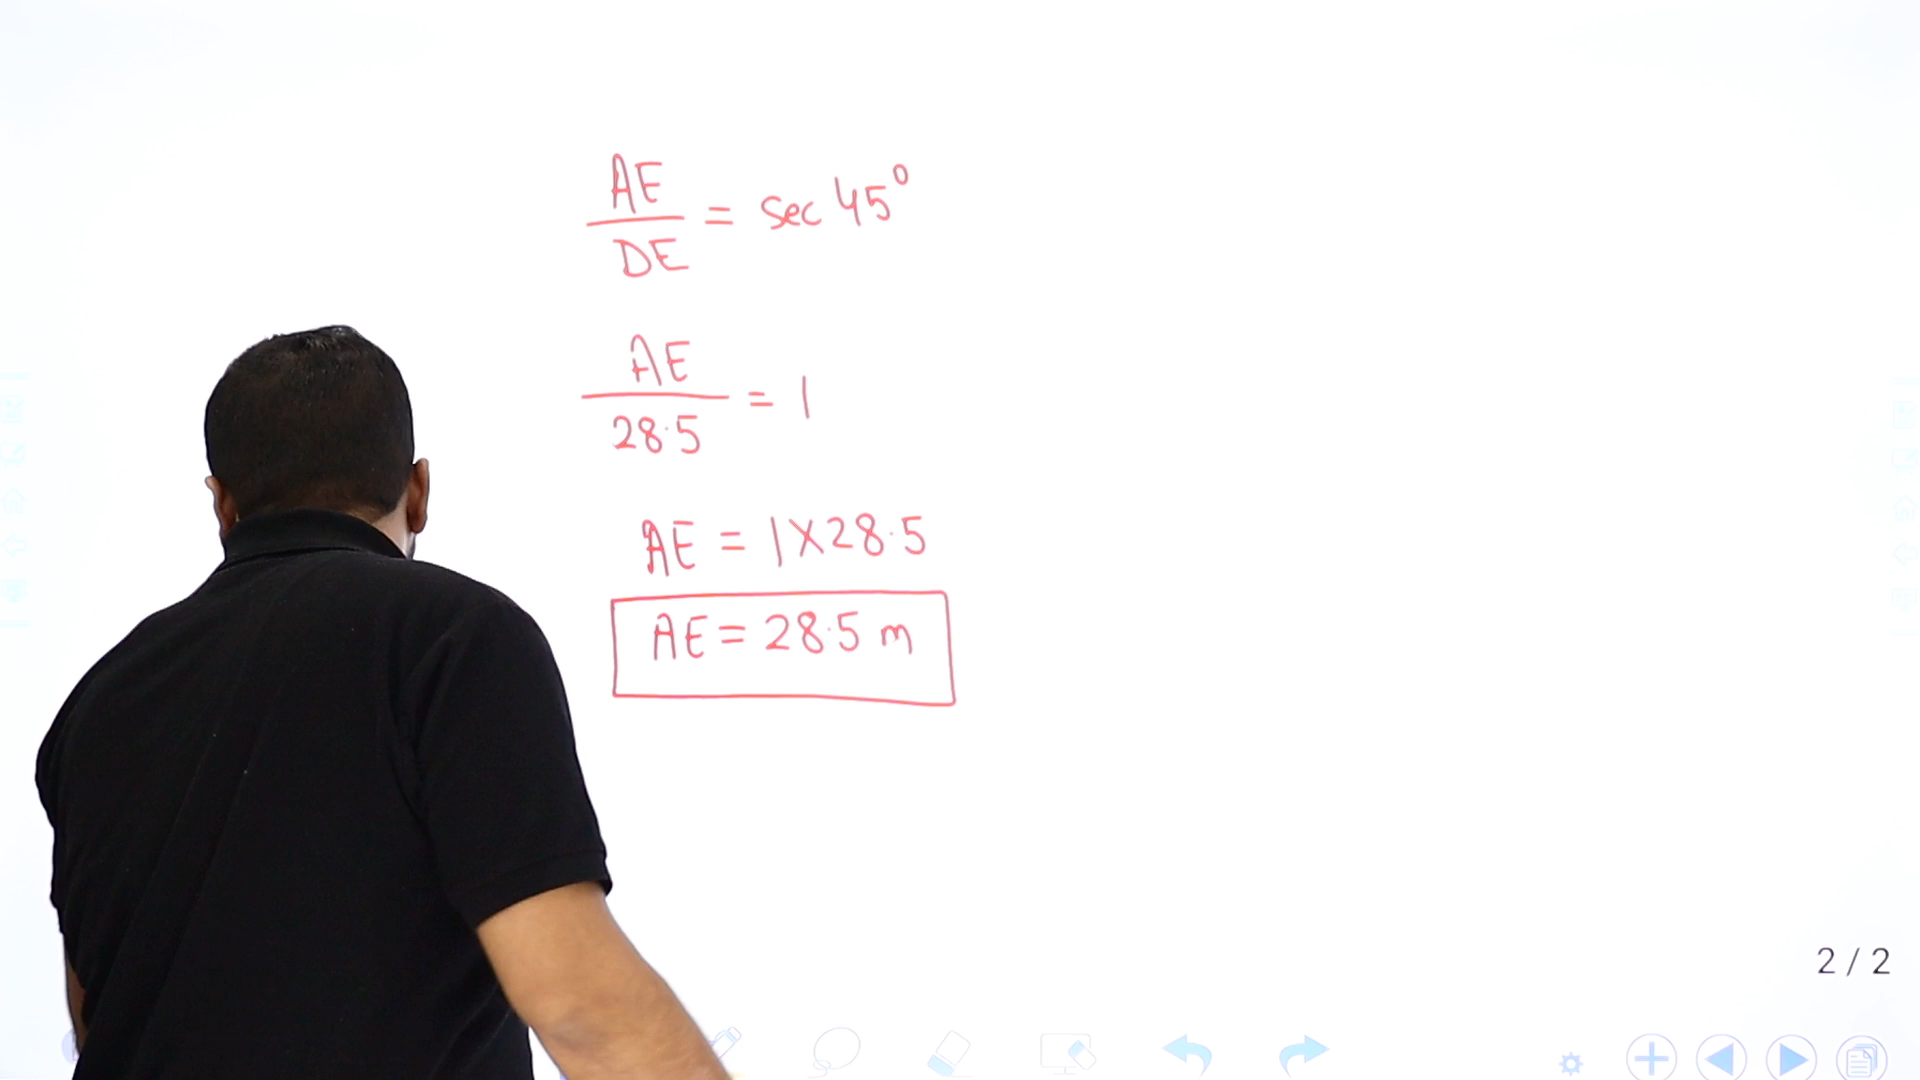 AE/DE = sec 45°
AE/28.5 = 1
AE = 1×28.5
AE = 28.5 m
2 / 2